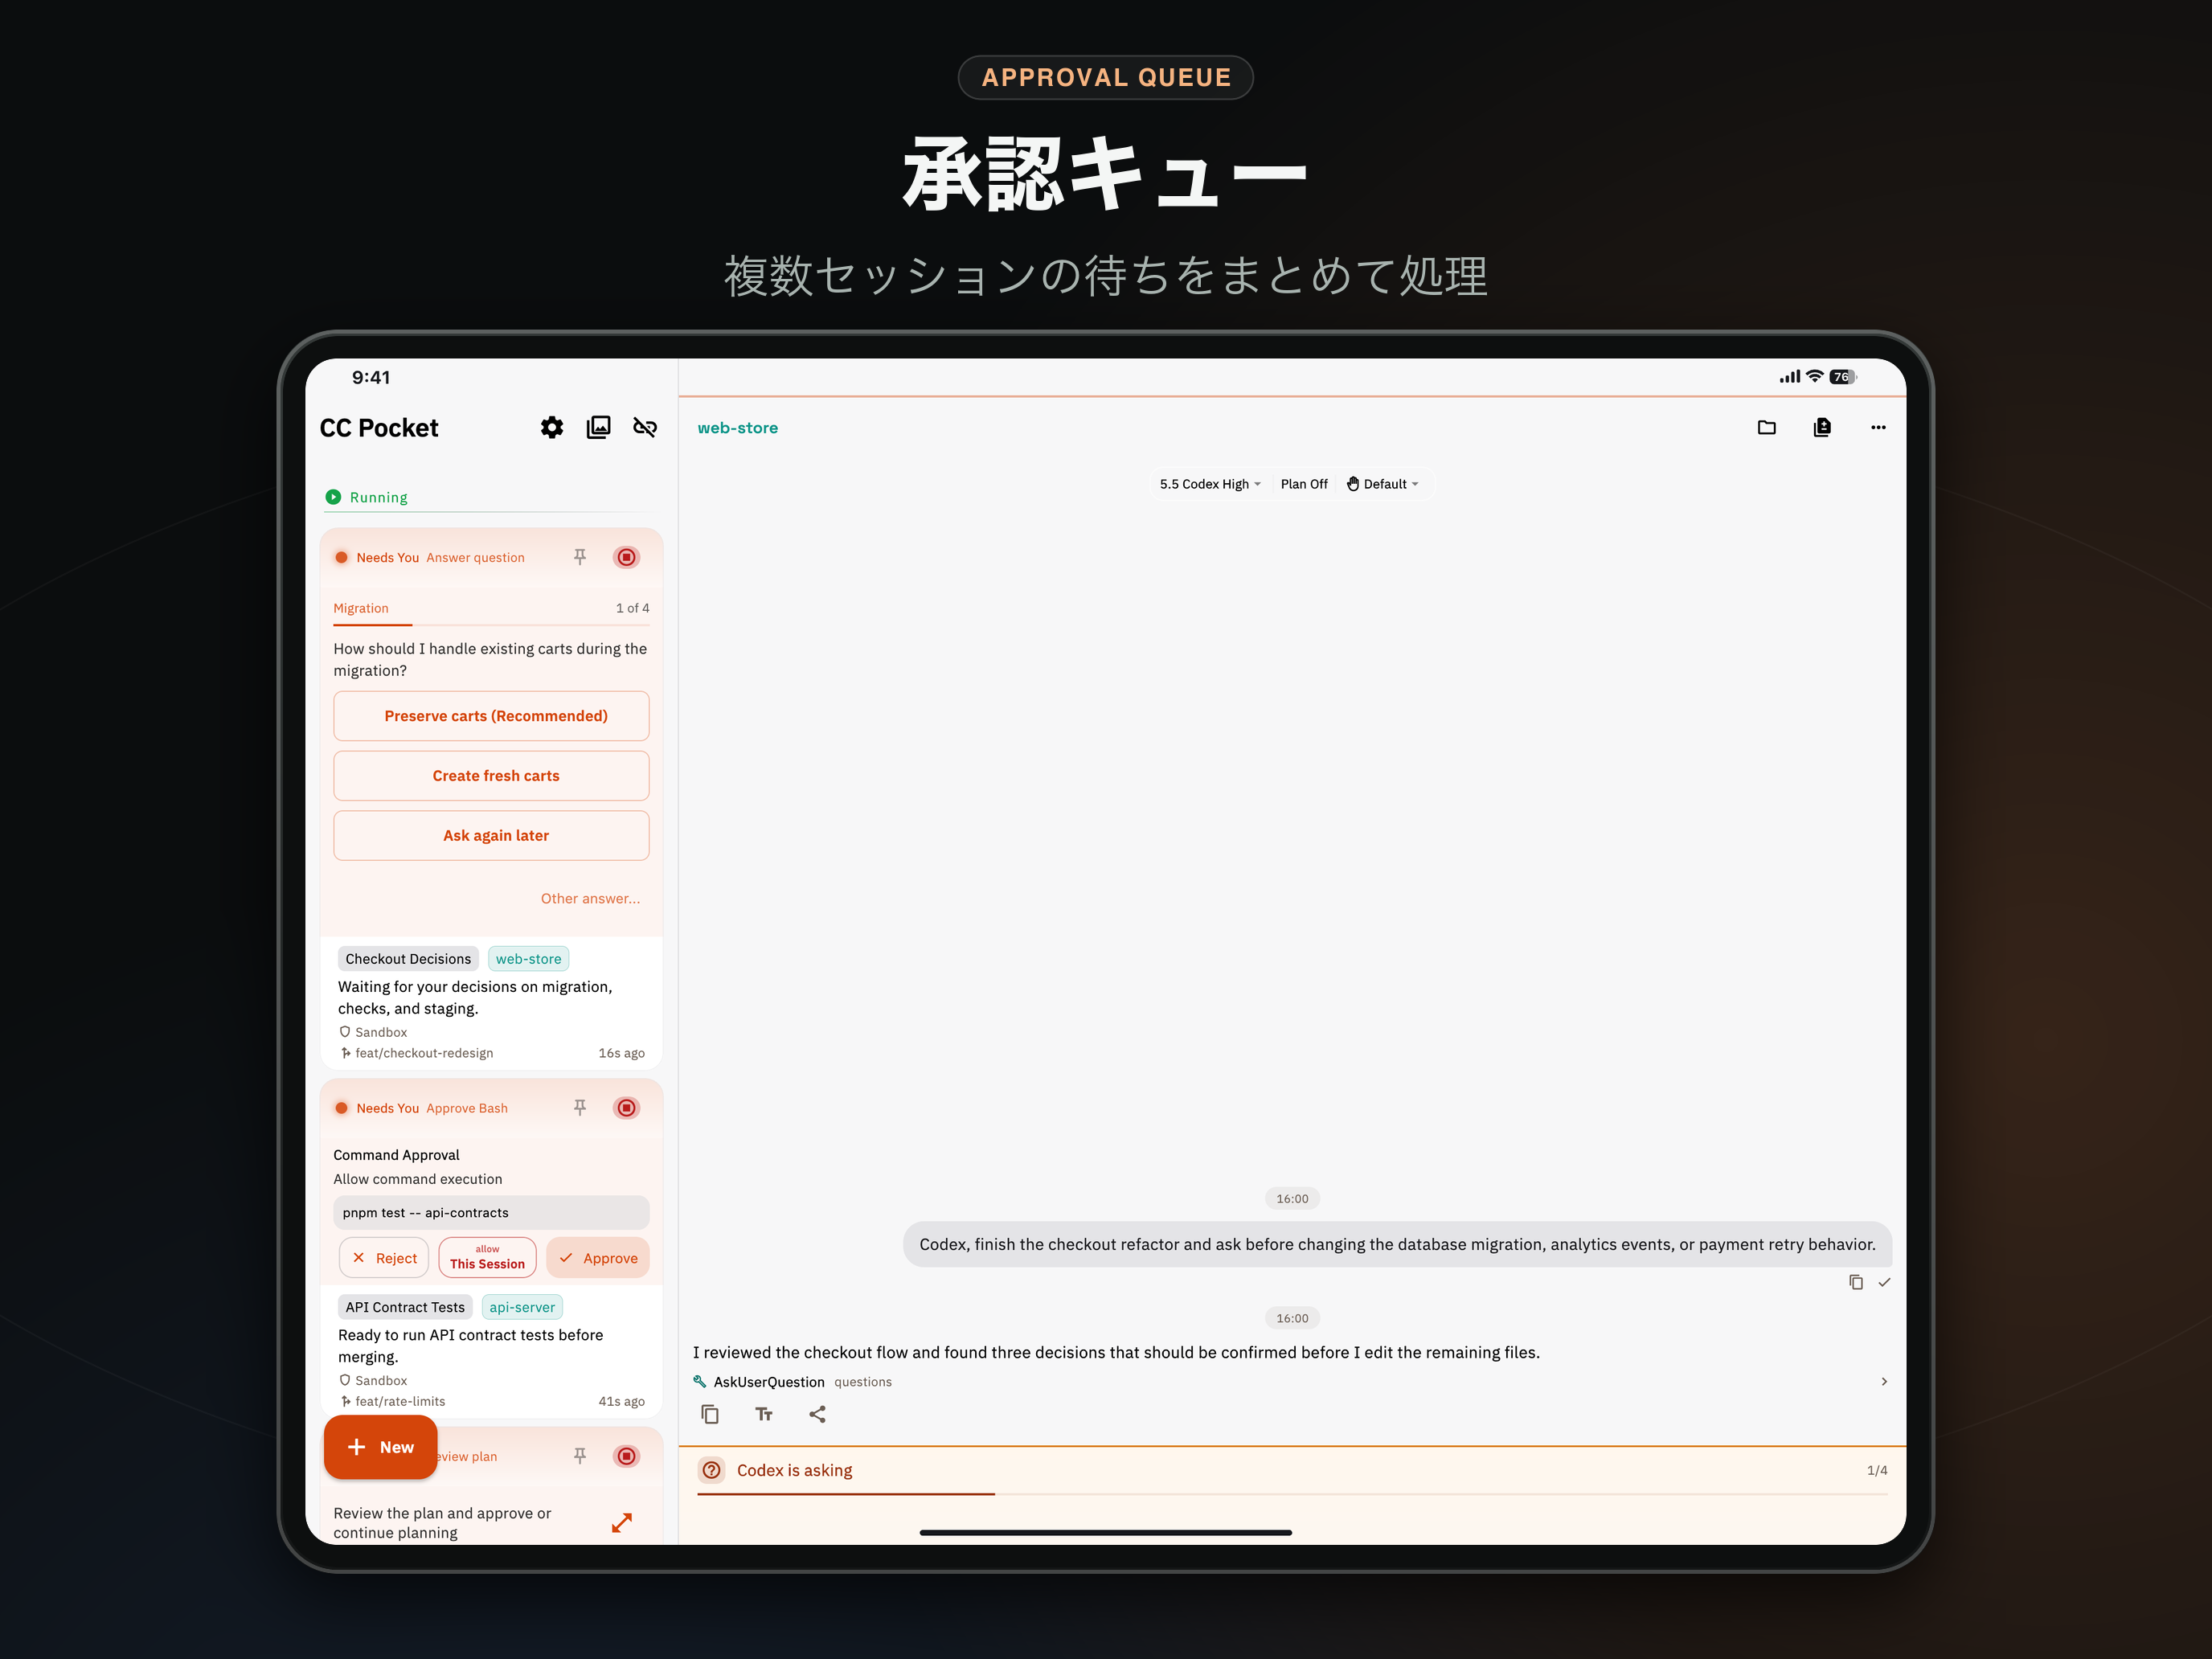 APPROVAL QUEUE
承認キュー
複数セッションの待ちをまとめて処理
9:41
76
CC Pocket
Running
Needs You Answer question
Migration 1 of 4
How should I handle existing carts during the
migration?
Preserve carts (Recommended)
Create fresh carts
Ask again later
Other answer...
Checkout Decisions web-store
Waiting for your decisions on migration,
checks, and staging.
Sandbox
feat/checkout-redesign 16s ago
Needs You Approve Bash
Command Approval
Allow command execution
pnpm test -- api-contracts
Reject
allow
This Session
Approve
API Contract Tests api-server
Ready to run API contract tests before
merging.
Sandbox
feat/rate-limits 41s ago
New
eview plan
Review the plan and approve or
continue planning
web-store
5.5 Codex High Plan Off Default
16:00
Codex, finish the checkout refactor and ask before changing the database migration, analytics events, or payment retry behavior.
16:00
I reviewed the checkout flow and found three decisions that should be confirmed before I edit the remaining files.
AskUserQuestion questions
Tт
Codex is asking 1/4